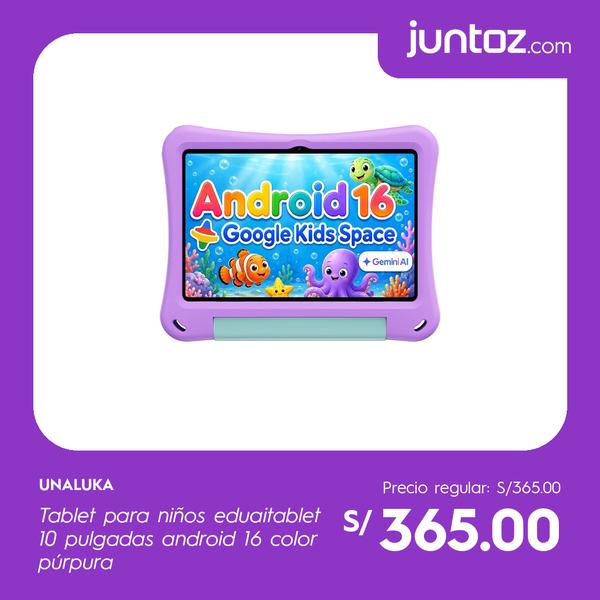 juntoz.com
Android 16
Google Kids Space
Gemini AI
UNALUKA
Tablet para niños eduaitablet
10 pulgadas android 16 color
púrpura
Precio regular: S/365.00
S/ 365.00